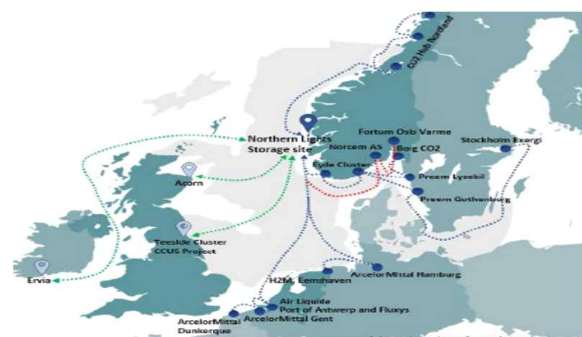 CO2 Hub Nordland
Northern Lights
Storage site
Fortum Oslo Varme
Norcem AS
Borg CO2
Stockholm Exergi
Eyde Cluster
Preem Lysekil
Preem Gothenburg
Acorn
Teeside Cluster
CCUS Project
Ervia
H2M, Eemshaven
ArcelorMittal Hamburg
Air Liquide
Port of Antwerp and Fluxys
ArcelorMittal Gent
ArcelorMittal
Dunkerque